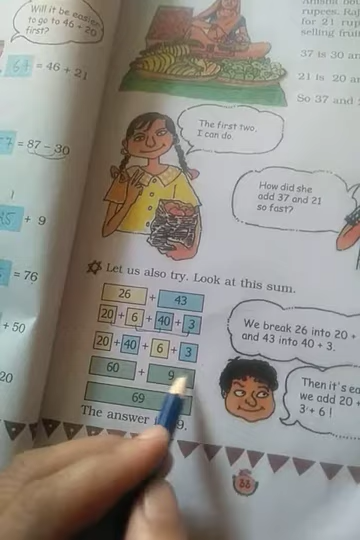 Will it be easier
to go to 46 + 20
first?
67 = 46 + 21
= 87 - 30
+ 9
= 76
+ 50
20
rupees. Raj
for 21 rup
selling fru
37 is 30 an
21 is 20 a
So 37 and
The first two,
I can do.
How did she
add 37 and 21
so fast?
Let us also try. Look at this sum.
26 + 43
20 + 6 + 40 + 3
20 + 40 + 6 + 3
60 + 9
69
The answer 9.
We break 26 into 20 +
and 43 into 40 + 3.
Then it's ea
we add 20 +
3 + 6 !
33